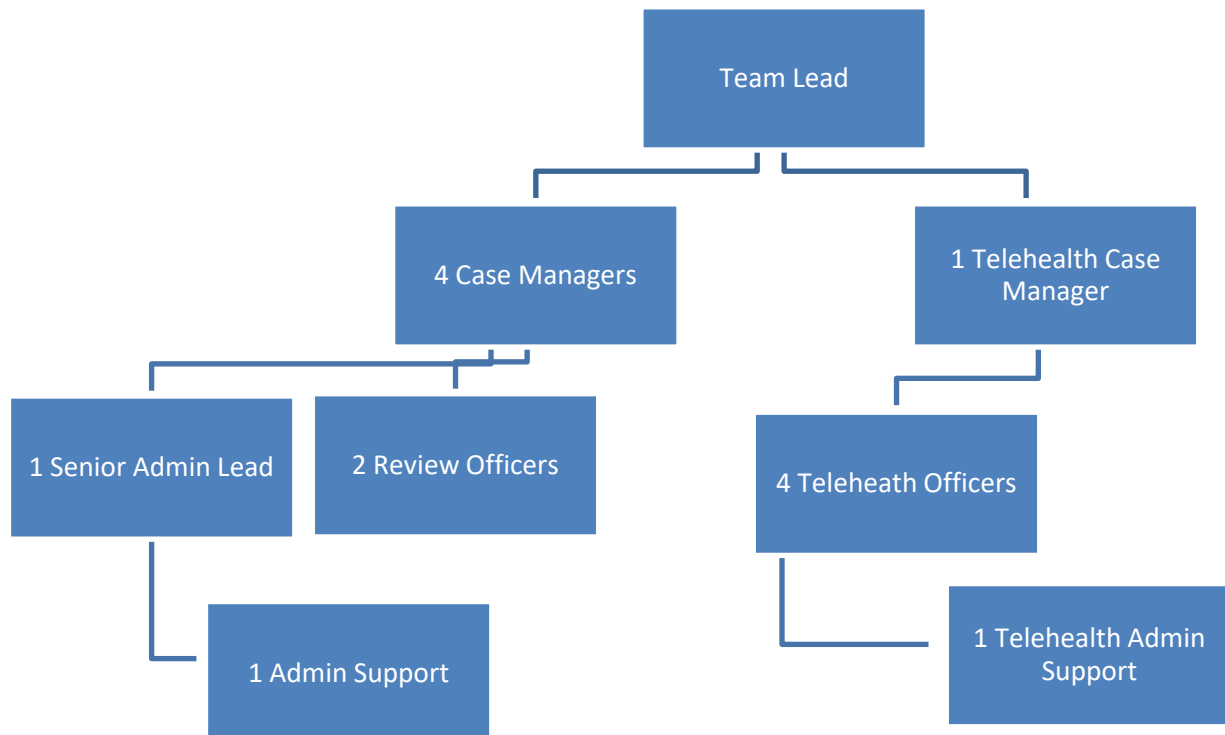 Team Lead
4 Case Managers
1 Telehealth Case
Manager
1 Senior Admin Lead
2 Review Officers
4 Teleheath Officers
1 Admin Support
1 Telehealth Admin
Support